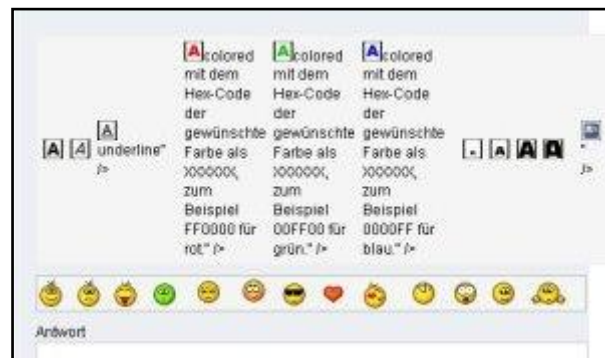 A A A underline" />
A colored mit dem Hex-Code der gewünschte Farbe als XXXXXX, zum Beispiel FF0000 für rot." />
A colored mit dem Hex-Code der gewünschte Farbe als XXXXXX, zum Beispiel 00FF00 für grün." />
A colored mit dem Hex-Code der gewünschte Farbe als XXXXXX, zum Beispiel 0000FF für blau." />
A A A
" />
Antwort